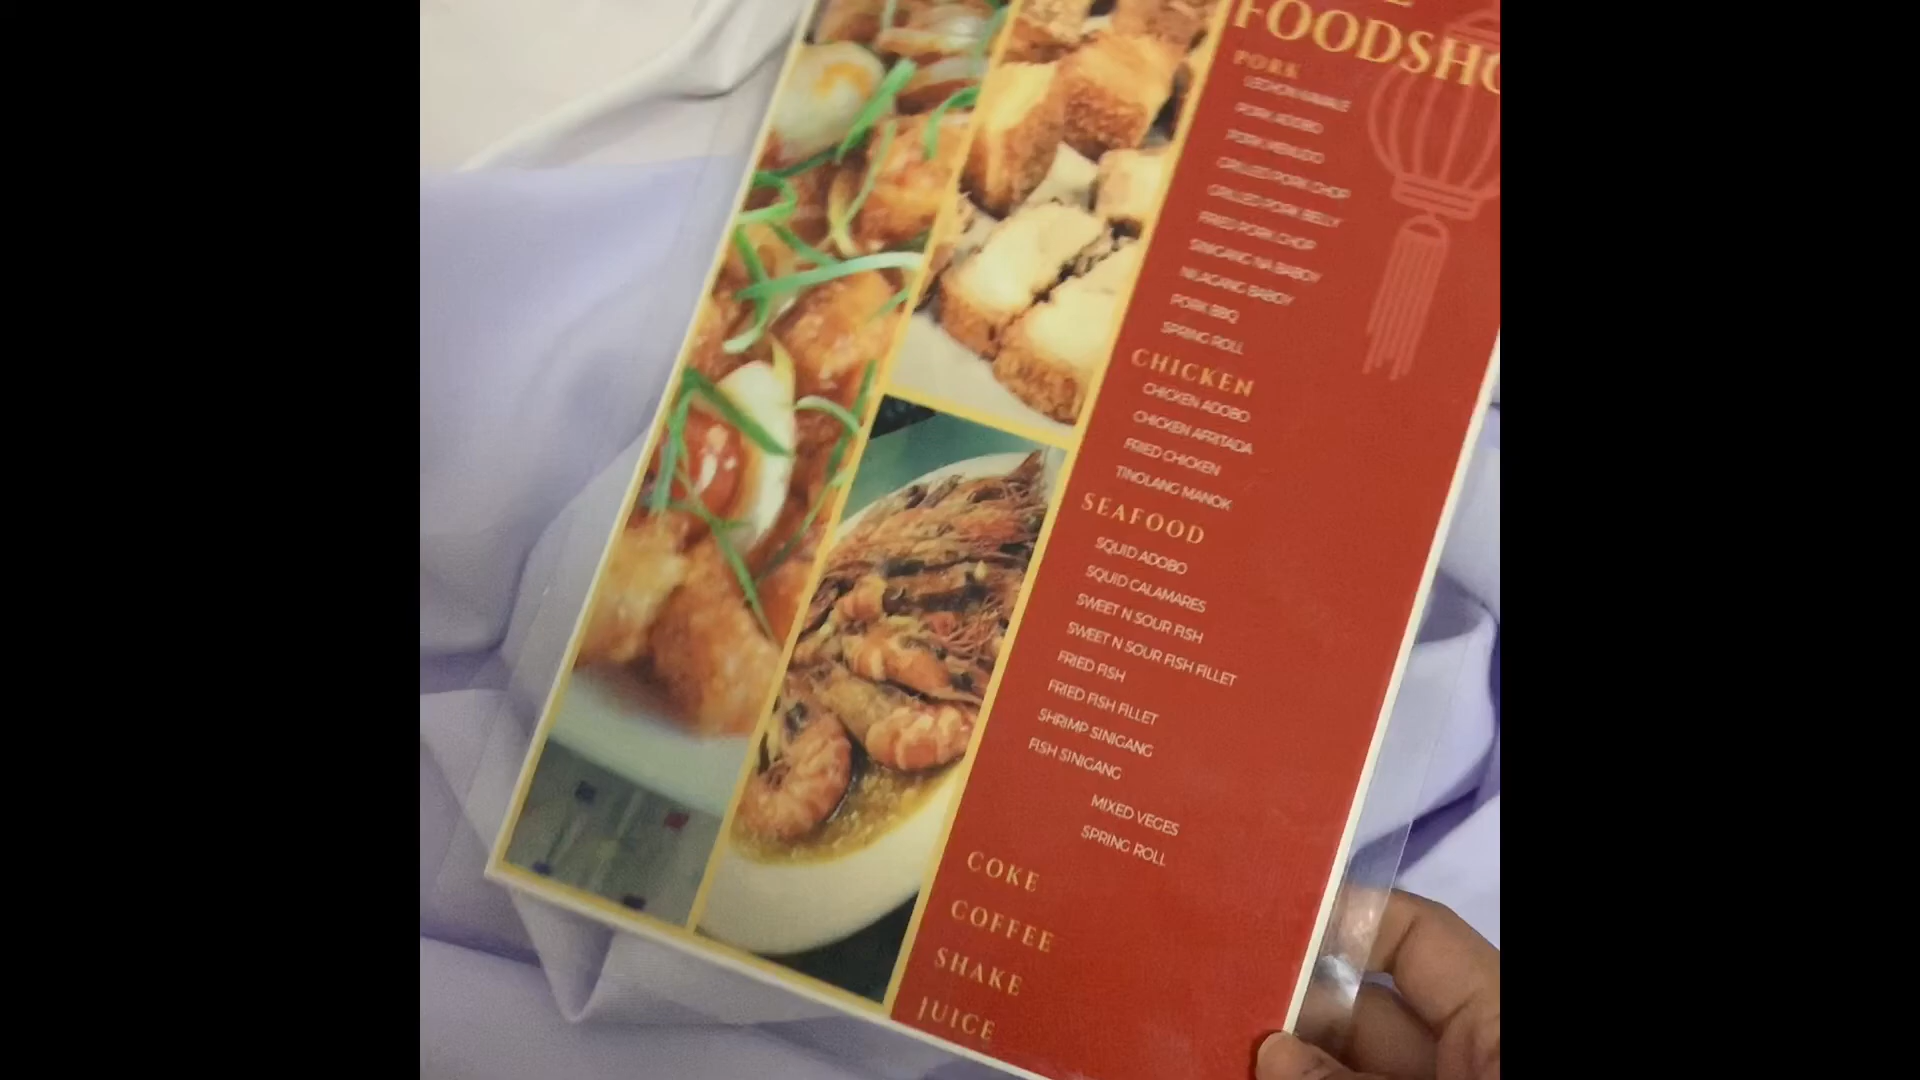 FOODSHO
PORK
LECHON KAWALI
PORK ADOBO
PORK MENUDO
GRILLED PORK CHOP
GRILLED PORK BELLY
FRIED PORK CHOP
SINIGANG NA BABOY
NILAGANG BABOY
PORK BBQ
SPRING ROLL
CHICKEN
CHICKEN ADOBO
CHICKEN AFRITADA
FRIED CHICKEN
TINOLANG MANOK
SEAFOOD
SQUID ADOBO
SQUID CALAMARES
SWEET N SOUR FISH
SWEET N SOUR FISH FILLET
FRIED FISH
FRIED FISH FILLET
SHRIMP SINIGANG
FISH SINIGANG
MIXED VEGES
SPRING ROLL
COKE
COFFEE
SHAKE
JUICE